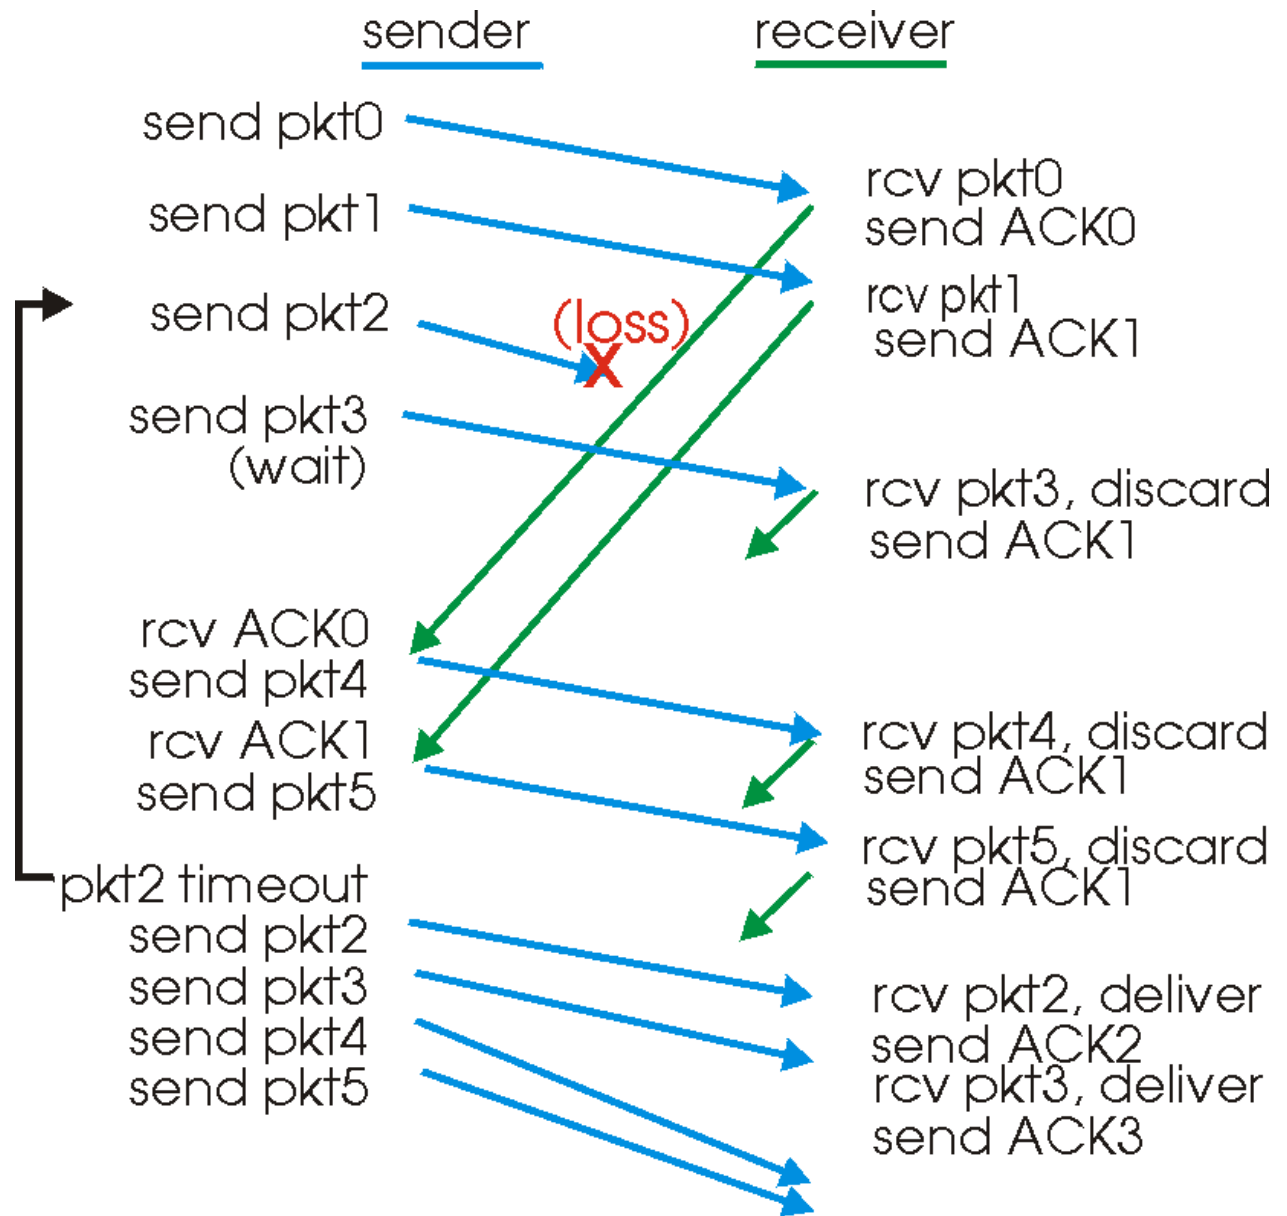 sender
receiver
send pkt0
rcv pkt0
send ACK0
send pkt1
rcv pkt1
send ACK1
send pkt2
(loss)
X
send pkt3
(wait)
rcv pkt3, discard
send ACK1
rcv ACK0
send pkt4
rcv ACK1
send pkt5
rcv pkt4, discard
send ACK1
rcv pkt5, discard
send ACK1
pkt2 timeout
send pkt2
send pkt3
send pkt4
send pkt5
rcv pkt2, deliver
send ACK2
rcv pkt3, deliver
send ACK3